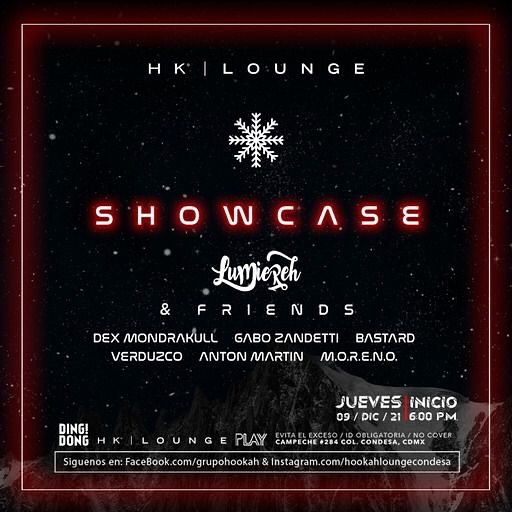 HK | LOUNGE
SHOWCASE
LuMieReh
& FRIENDS
DEX MONDRAKULL GABO ZANDETTI BASTARD
VERDUZCO ANTON MARTIN M.O.R.E.N.O.
JUEVES INICIO
09 / DIC / 21 6:00 P.M.
DING! DONG HK | LOUNGE PLAY
EVITA EL EXCESO / ID OBLIGATORIA / NO COVER
CAMPECHE #284 COL. CONDESA, CDMX
Siguenos en: FaceBook.com/grupohookah & Instagram.com/hookahloungecondesa